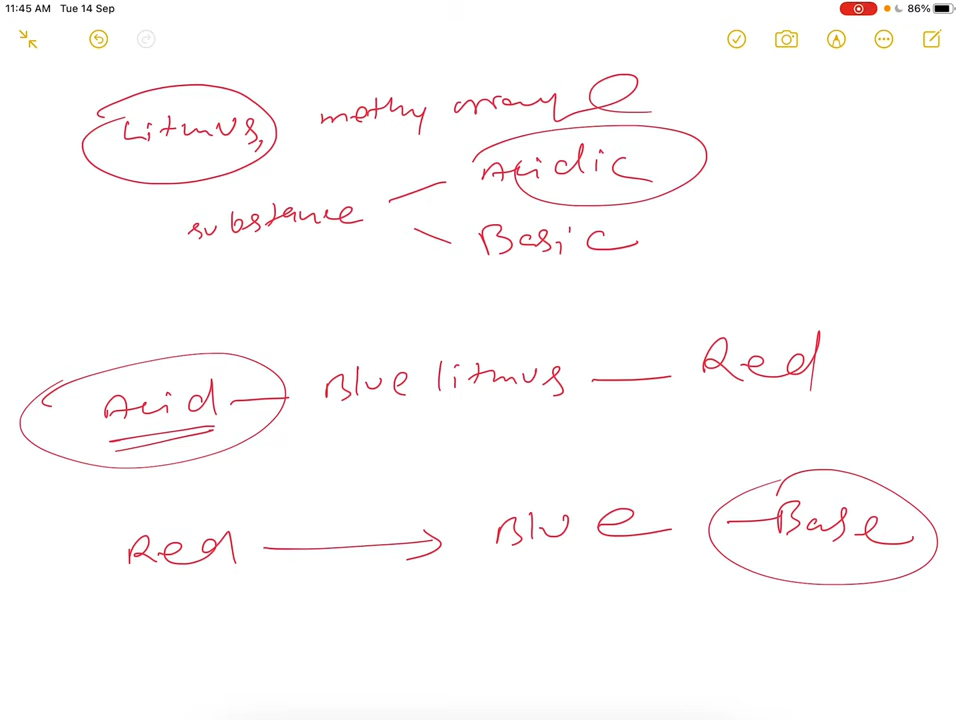 11:45 AM Tue 14 Sep 86%
Litmus, methy orange
substance Acidic
Basic
Acid — Blue litmus — Red
Red → Blue — Base